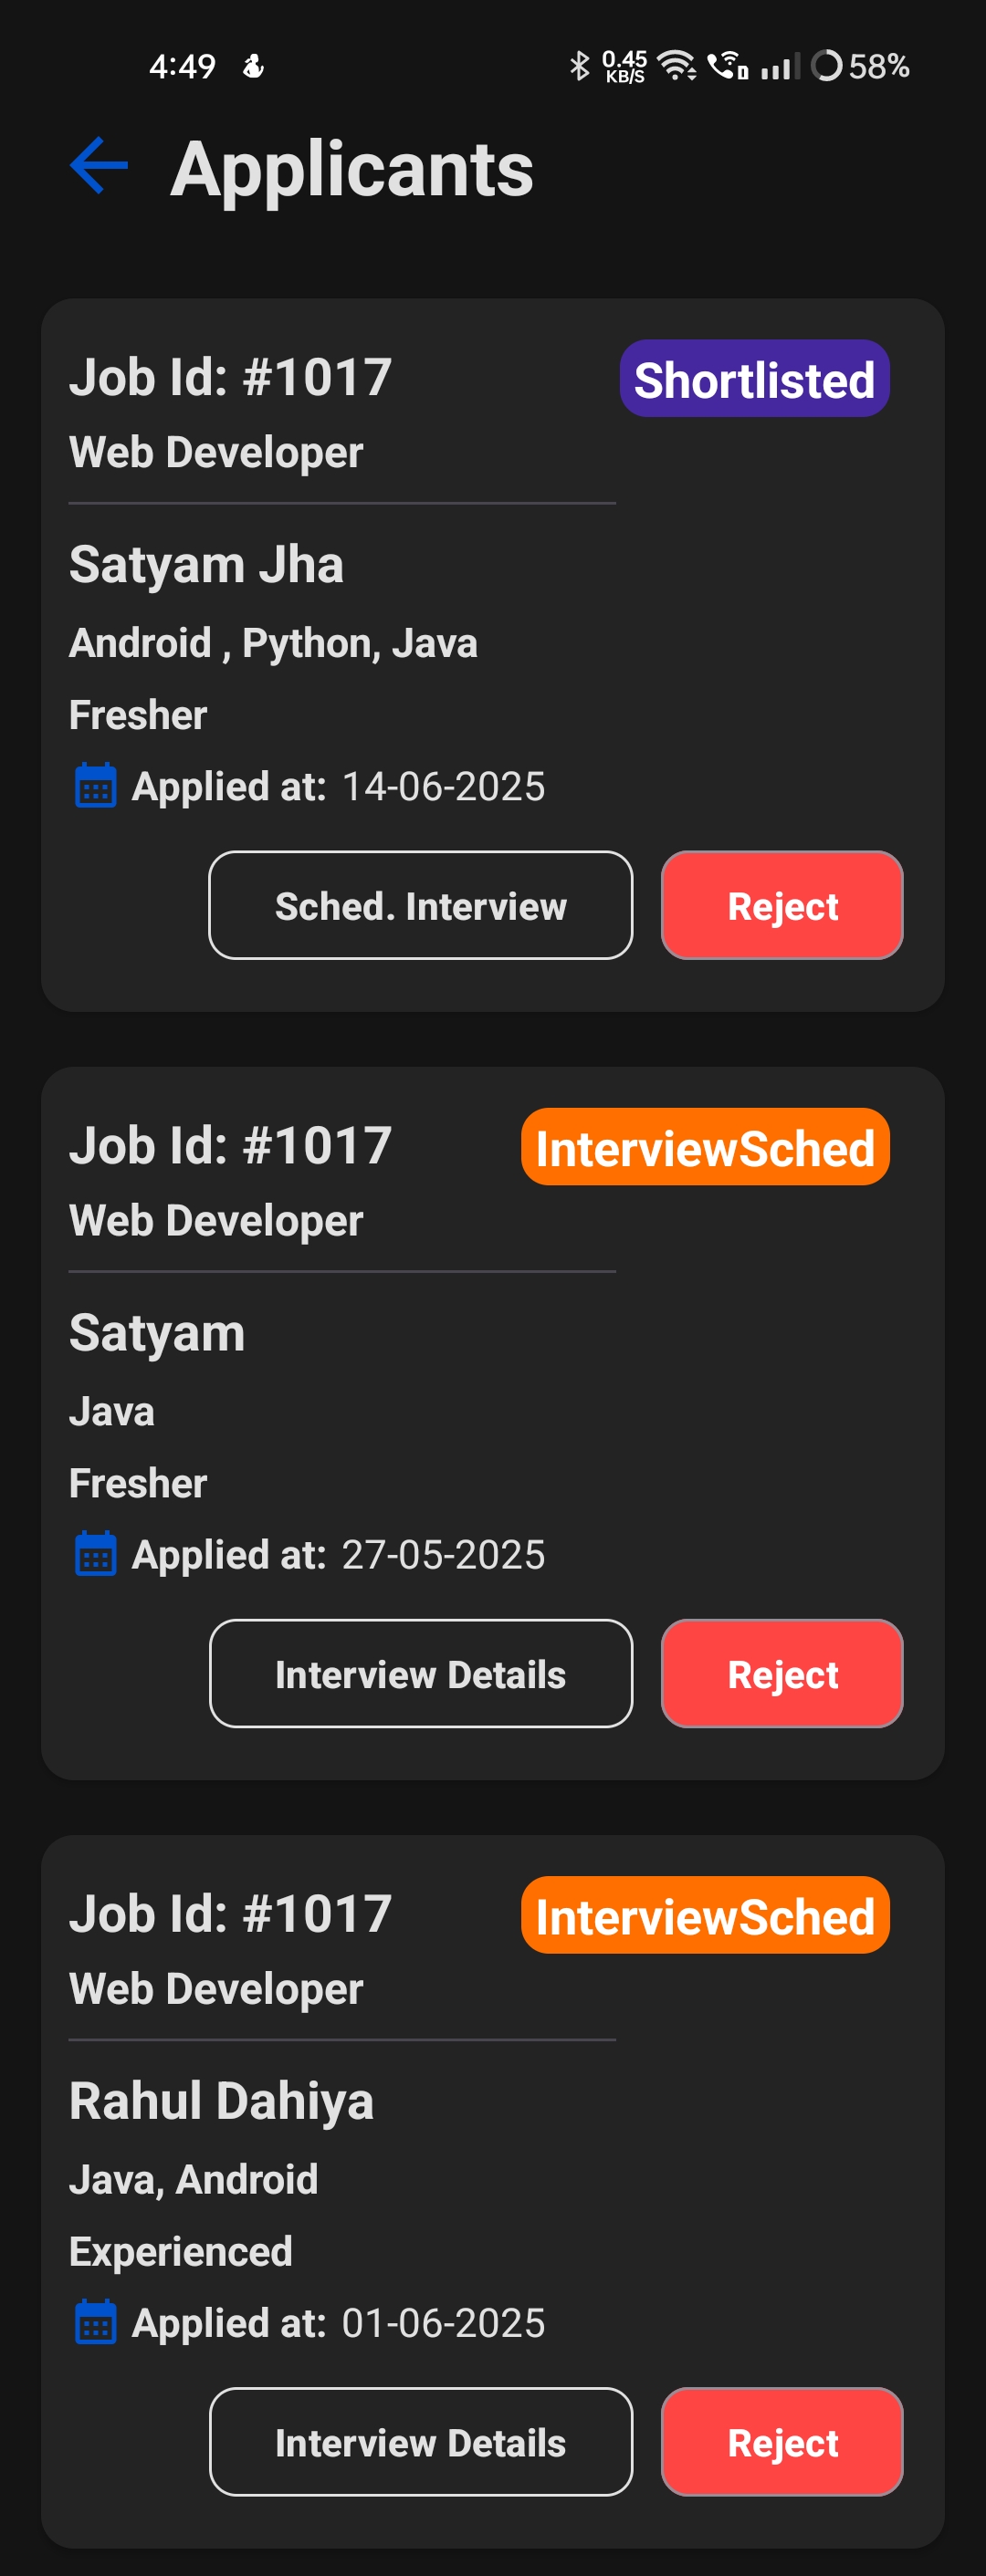 4:49 0.45 KB/S 58%
Applicants
Job Id: #1017 Shortlisted
Web Developer
Satyam Jha
Android , Python, Java
Fresher
Applied at: 14-06-2025
Sched. Interview Reject
Job Id: #1017 InterviewSched
Web Developer
Satyam
Java
Fresher
Applied at: 27-05-2025
Interview Details Reject
Job Id: #1017 InterviewSched
Web Developer
Rahul Dahiya
Java, Android
Experienced
Applied at: 01-06-2025
Interview Details Reject